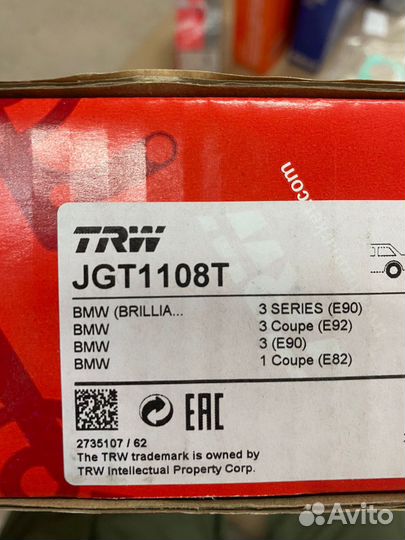 TRW
JGT1108T
BMW (BRILLIA... 3 SERIES (E90)
BMW 3 Coupe (E92)
BMW 3 (E90)
BMW 1 Coupe (E82)
EAC
2735107 / 62
The TRW trademark is owned by
TRW Intellectual Property Corp.
Avito